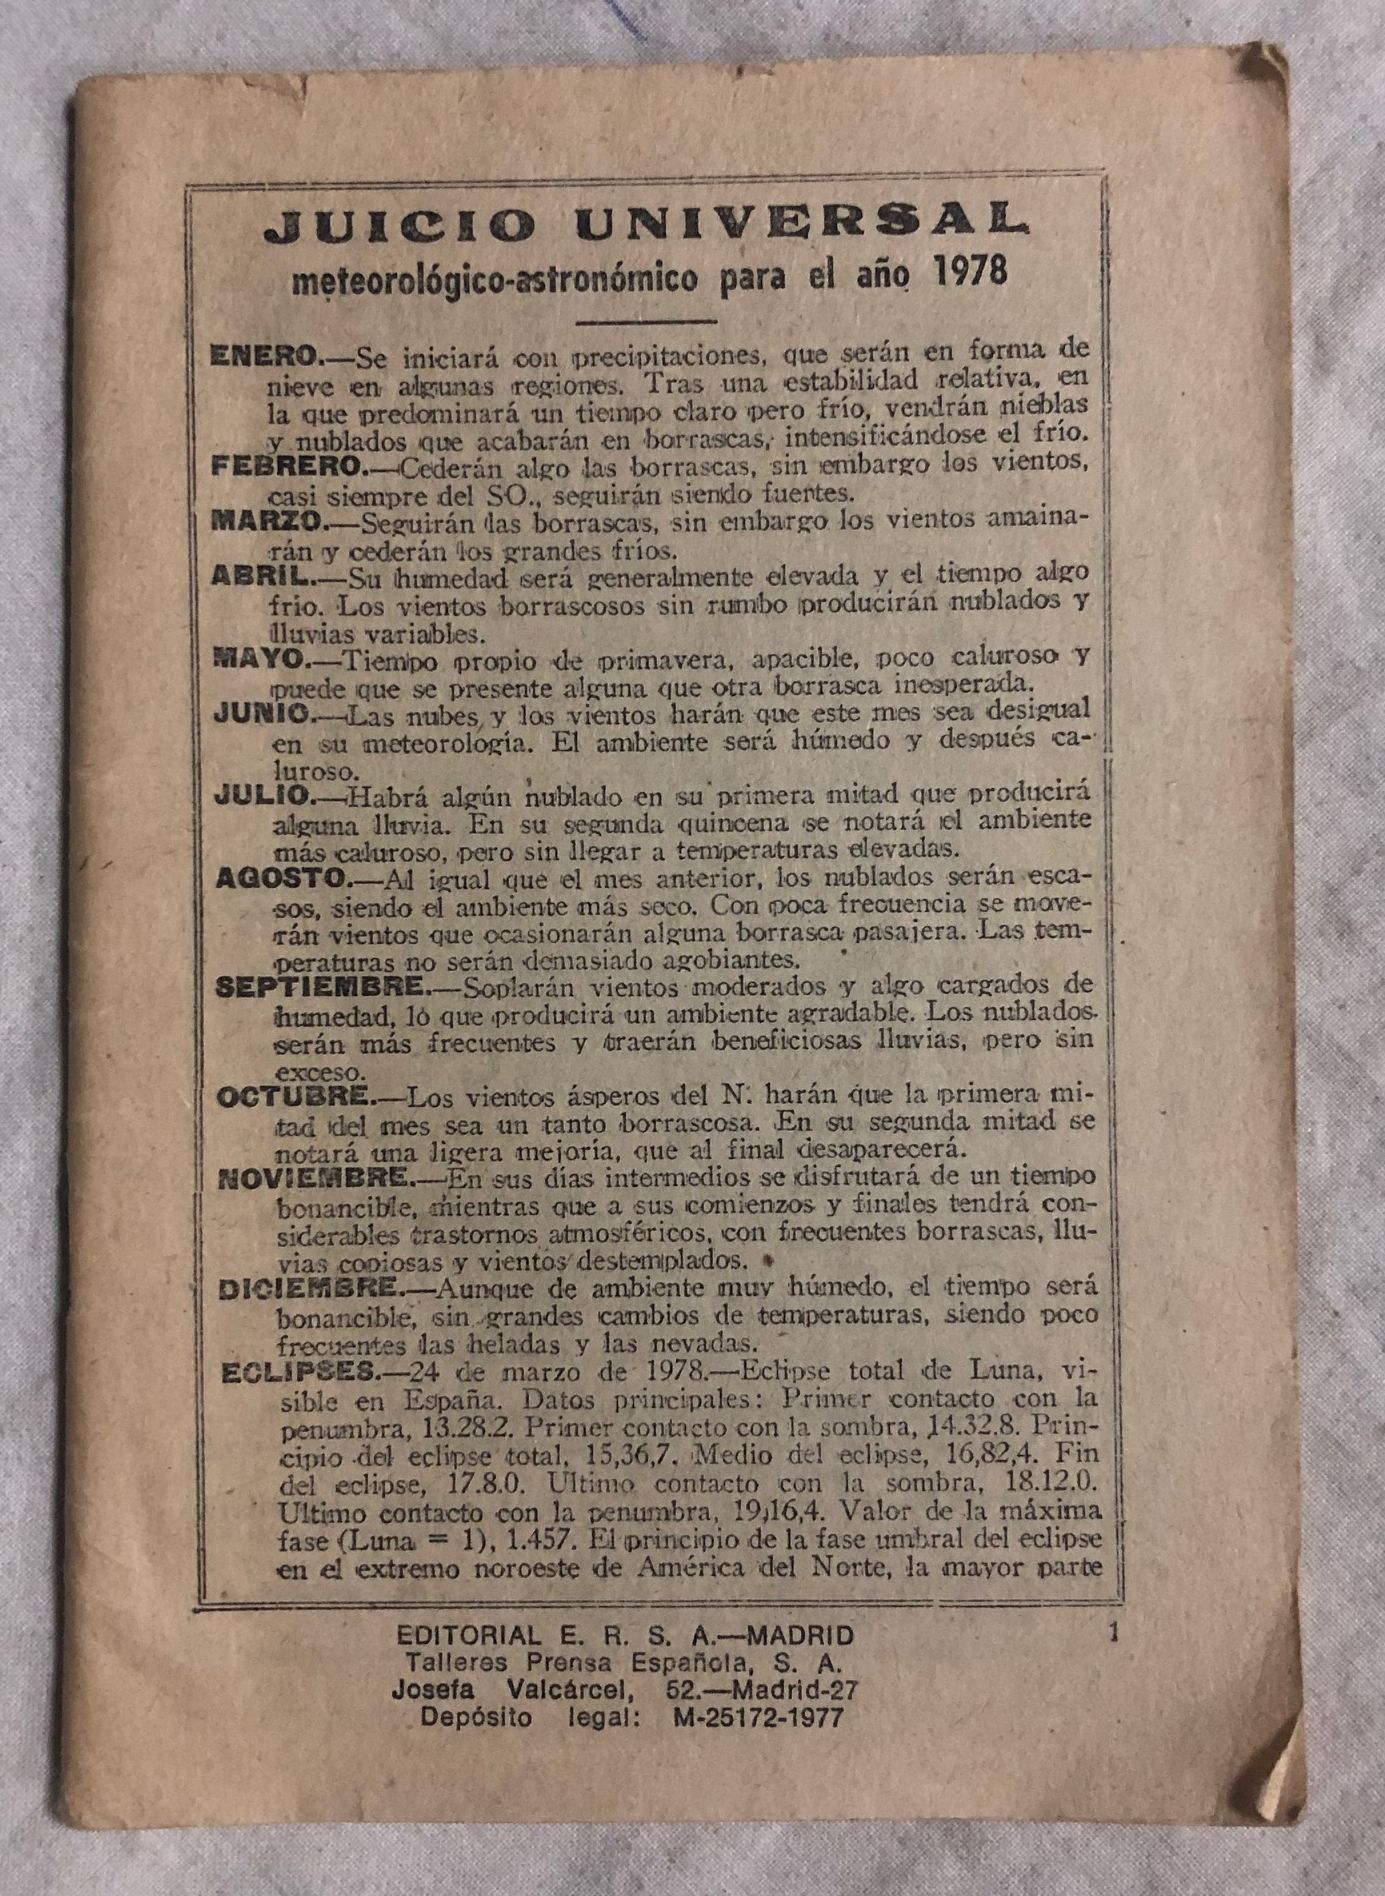 JUICIO UNIVERSAL
meteorológico-astronómico para el año 1978
ENERO.—Se iniciará con precipitaciones, que serán en forma de
nieve en algunas regiones. Tras una estabilidad relativa, en
la que predominará un tiempo claro pero frío, vendrán nieblas
y nublados que acabarán en borrascas, intensificándose el frío.
FEBRERO.—Cederán algo las borrascas, sin embargo los vientos,
casi siempre del SO., seguirán siendo fuertes.
MARZO.—Seguirán las borrascas, sin embargo los vientos amaina-
rán y cederán los grandes fríos.
ABRIL.—Su humedad será generalmente elevada y el tiempo algo
frio. Los vientos borrascosos sin rumbo producirán nublados y
lluvias variables.
MAYO.—Tiempo propio de primavera, apacible, poco caluroso y
puede que se presente alguna que otra borrasca inesperada.
JUNIO.—Las nubes y los vientos harán que este mes sea desigual
en su meteorología. El ambiente será húmedo y después ca-
luroso.
JULIO.—Habrá algún nublado en su primera mitad que producirá
alguna lluvia. En su segunda quincena se notará el ambiente
más caluroso, pero sin llegar a temperaturas elevadas.
AGOSTO.—Al igual que el mes anterior, los nublados serán esca-
sos, siendo el ambiente más seco. Con poca frecuencia se move-
rán vientos que ocasionarán alguna borrasca pasajera. Las tem-
peraturas no serán demasiado agobiantes.
SEPTIEMBRE.—Soplarán vientos moderados y algo cargados de
humedad, lo que producirá un ambiente agradable. Los nublados
serán más frecuentes y traerán beneficiosas lluvias, pero sin
exceso.
OCTUBRE.—Los vientos ásperos del N. harán que la primera mi-
tad del mes sea un tanto borrascosa. En su segunda mitad se
notará una ligera mejoría, que al final desaparecerá.
NOVIEMBRE.—En sus días intermedios se disfrutará de un tiempo
bonancible, mientras que a sus comienzos y finales tendrá con-
siderables trastornos atmosféricos, con frecuentes borrascas, llu-
vias copiosas y vientos destemplados.
DICIEMBRE.—Aunque de ambiente muy húmedo, el tiempo será
bonancible, sin grandes cambios de temperaturas, siendo poco
frecuentes las heladas y las nevadas.
ECLIPSES.—24 de marzo de 1978.—Eclipse total de Luna, vi-
sible en España. Datos principales: Primer contacto con la
penumbra, 13.28.2. Primer contacto con la sombra, 14.32.8. Prin-
cipio del eclipse total, 15,36,7. Medio del eclipse, 16,82,4. Fin
del eclipse, 17.8.0. Ultimo contacto con la sombra, 18.12.0.
Ultimo contacto con la penumbra, 19,16,4. Valor de la máxima
fase (Luna = 1), 1.457. El principio de la fase umbral del eclipse
en el extremo noroeste de América del Norte, la mayor parte
EDITORIAL E. R. S. A.—MADRID
1
Talleres Prensa Española, S. A.
Josefa Valcárcel, 52.—Madrid-27
Depósito legal: M-25172-1977